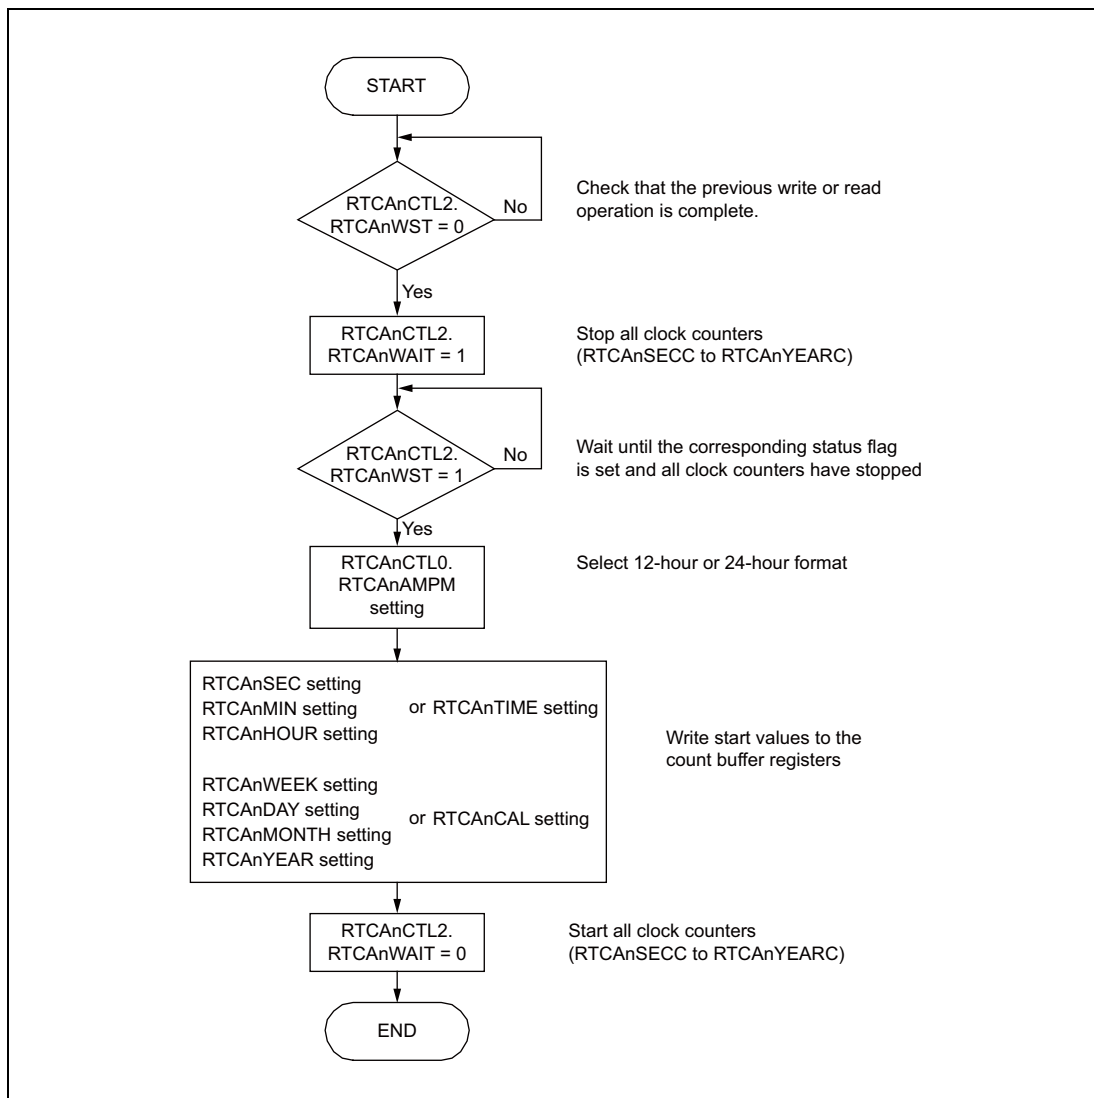 START
RTCAnCTL2.
RTCAnWST = 0
No
Check that the previous write or read
operation is complete.
Yes
RTCAnCTL2.
RTCAnWAIT = 1
Stop all clock counters
(RTCAnSECC to RTCAnYEARC)
RTCAnCTL2.
RTCAnWST = 1
No
Wait until the corresponding status flag
is set and all clock counters have stopped
Yes
RTCAnCTL0.
RTCAnAMPM
setting
Select 12-hour or 24-hour format
RTCAnSEC setting
RTCAnMIN setting
RTCAnHOUR setting
or RTCAnTIME setting
RTCAnWEEK setting
RTCAnDAY setting
RTCAnMONTH setting
RTCAnYEAR setting
or RTCAnCAL setting
Write start values to the
count buffer registers
RTCAnCTL2.
RTCAnWAIT = 0
Start all clock counters
(RTCAnSECC to RTCAnYEARC)
END